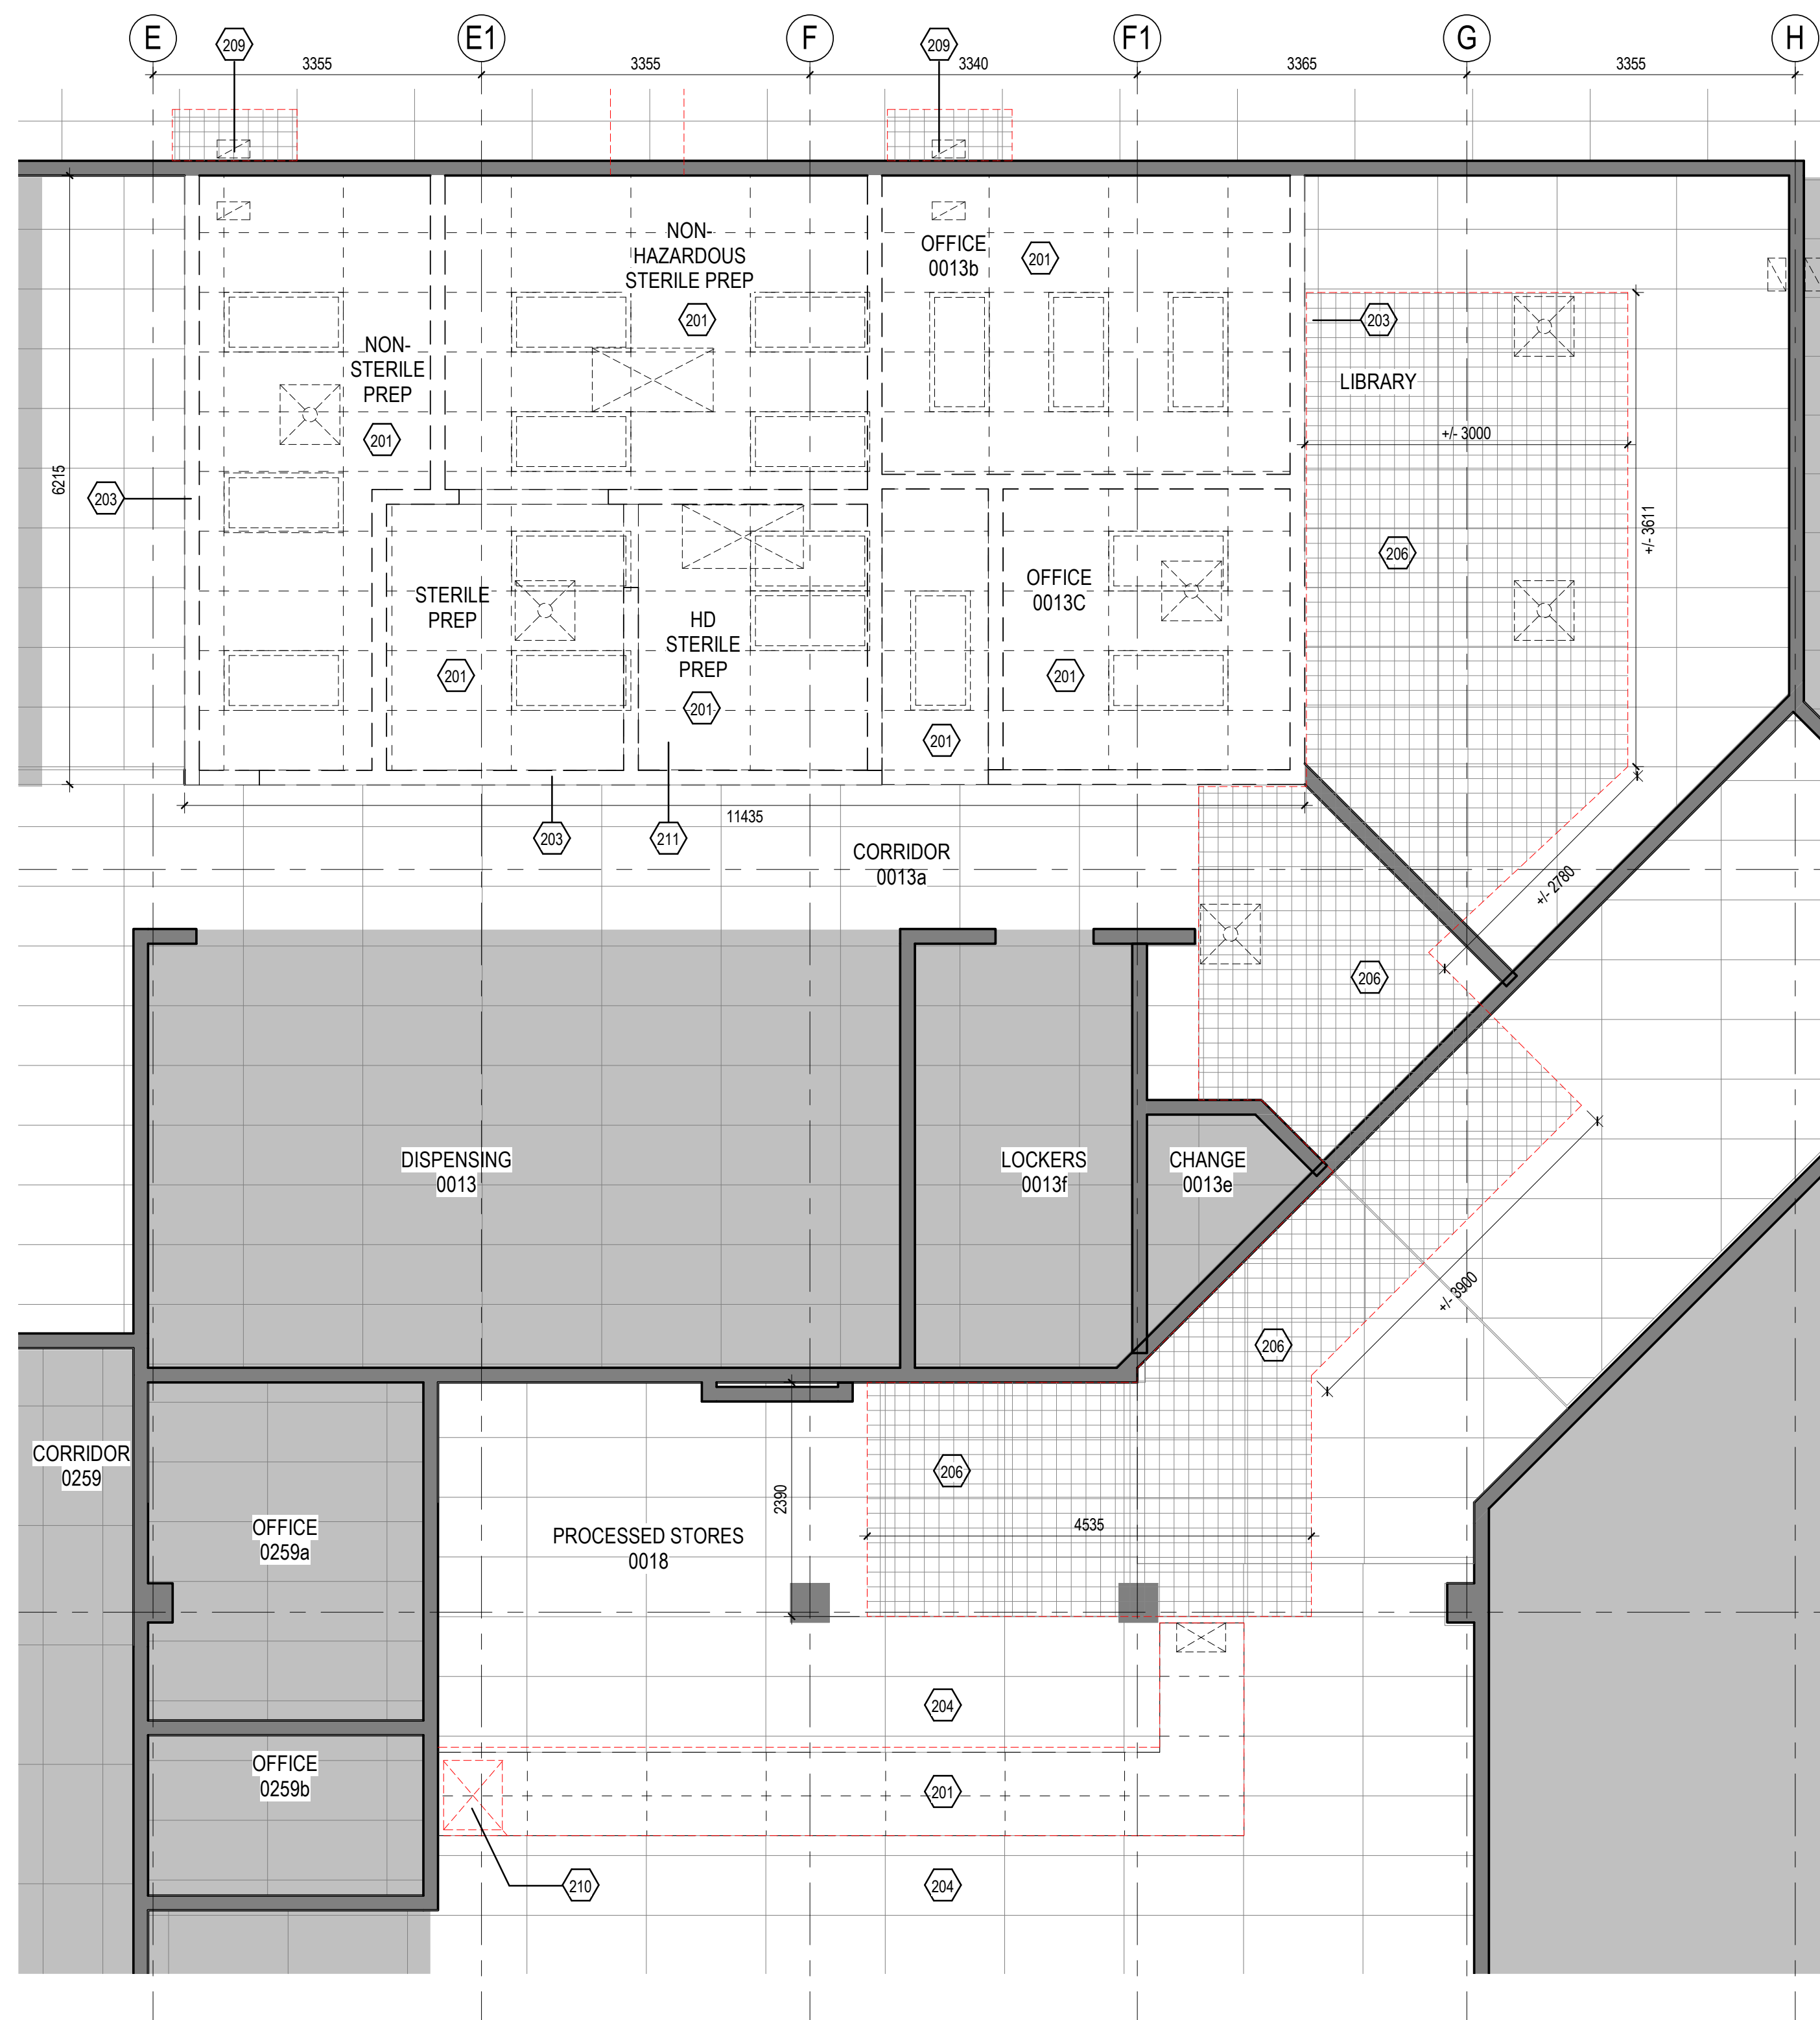 E
209
E1
F
209
F1
G
H
3355
3355
3340
3365
3355
NON-
HAZARDOUS
STERILE PREP
201
OFFICE
0013b
201
203
NON-
STERILE
PREP
201
LIBRARY
+/- 3000
6215
203
+/- 3611
206
STERILE
PREP
201
HD
STERILE
PREP
201
OFFICE
0013C
201
201
11435
203
211
CORRIDOR
0013a
+/- 2780
206
DISPENSING
0013
LOCKERS
0013f
CHANGE
0013e
+/- 3900
206
CORRIDOR
0259
206
2390
4535
OFFICE
0259a
PROCESSED STORES
0018
204
OFFICE
0259b
201
210
204